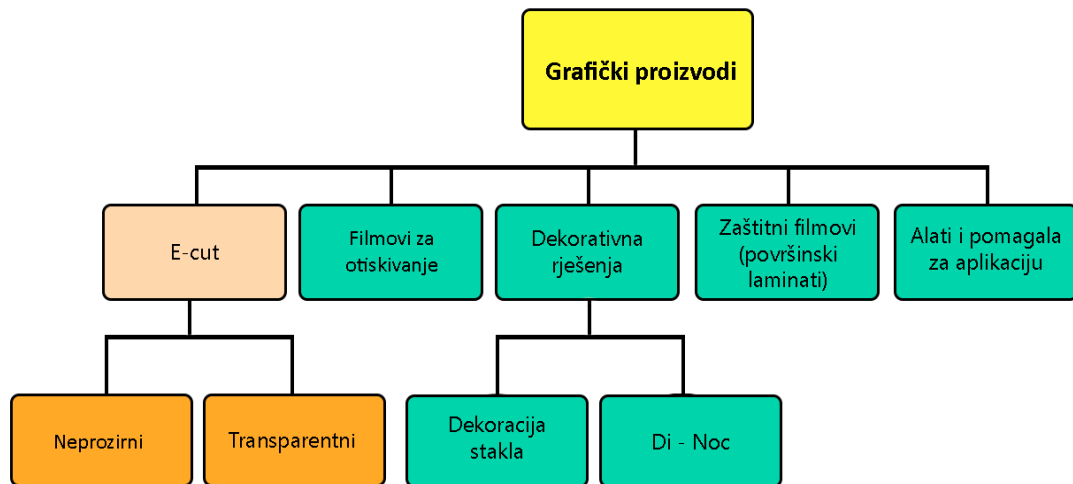 Grafički proizvodi
E-cut
Filmovi za
otiskivanje
Dekorativna
rješenja
Zaštitni filmovi
(površinski
laminati)
Alati i pomagala
za aplikaciju
Neprozirni
Transparentni
Dekoracija
stakla
Di - Noc